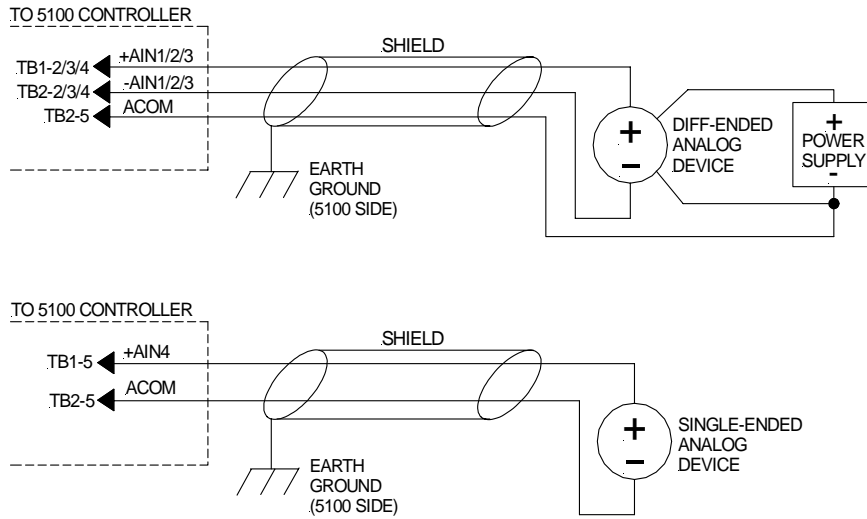 TO 5100 CONTROLLER
SHIELD
TB1-2/3/4 +AIN1/2/3
TB2-2/3/4 -AIN1/2/3
TB2-5 ACOM
+
-
DIFF-ENDED
ANALOG
DEVICE
+
POWER
SUPPLY
-
EARTH
GROUND
(5100 SIDE)
TO 5100 CONTROLLER
SHIELD
TB1-5 +AIN4
TB2-5 ACOM
+
-
SINGLE-ENDED
ANALOG
DEVICE
EARTH
GROUND
(5100 SIDE)